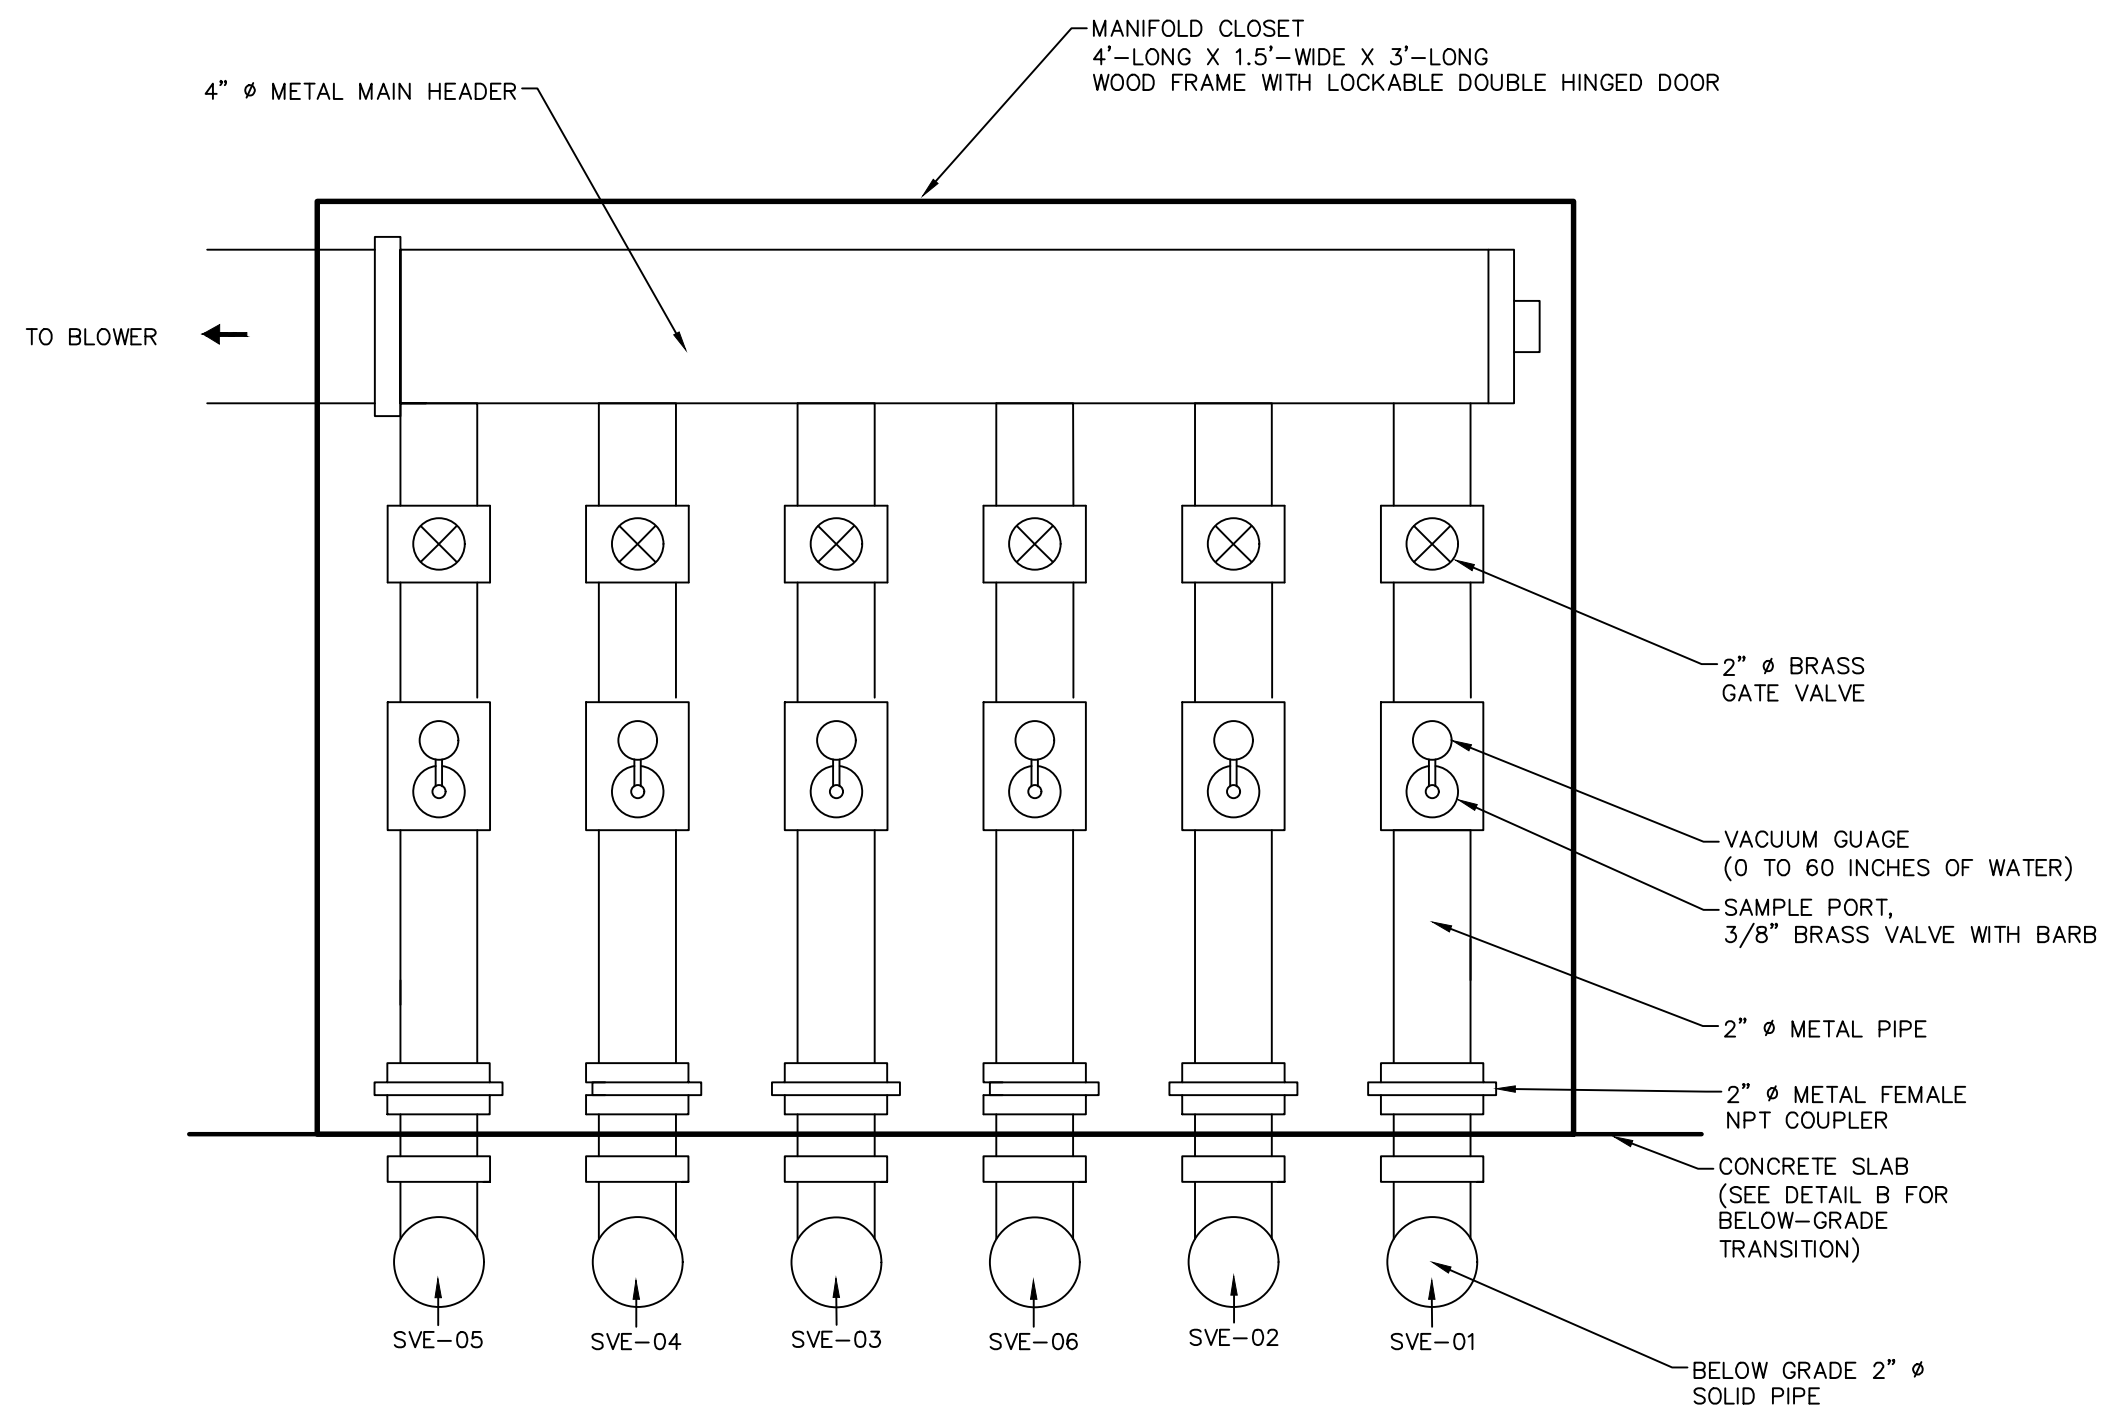 MANIFOLD CLOSET
4'-LONG X 1.5'-WIDE X 3'-LONG
WOOD FRAME WITH LOCKABLE DOUBLE HINGED DOOR
4" Ø METAL MAIN HEADER
TO BLOWER
2" Ø BRASS
GATE VALVE
VACUUM GUAGE
(0 TO 60 INCHES OF WATER)
SAMPLE PORT,
3/8" BRASS VALVE WITH BARB
2" Ø METAL PIPE
2" Ø METAL FEMALE
NPT COUPLER
CONCRETE SLAB
(SEE DETAIL B FOR
BELOW-GRADE
TRANSITION)
SVE-05
SVE-04
SVE-03
SVE-06
SVE-02
SVE-01
BELOW GRADE 2" Ø
SOLID PIPE